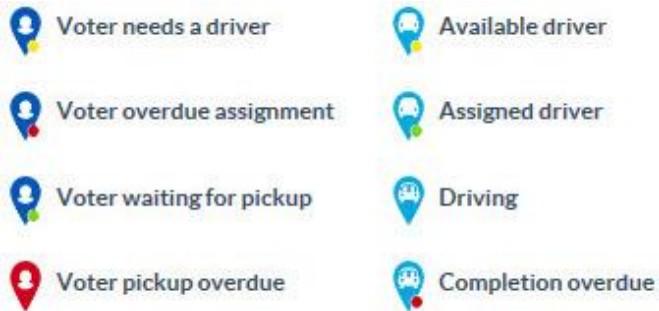 Voter needs a driver
Available driver
Voter overdue assignment
Assigned driver
Voter waiting for pickup
Driving
Voter pickup overdue
Completion overdue